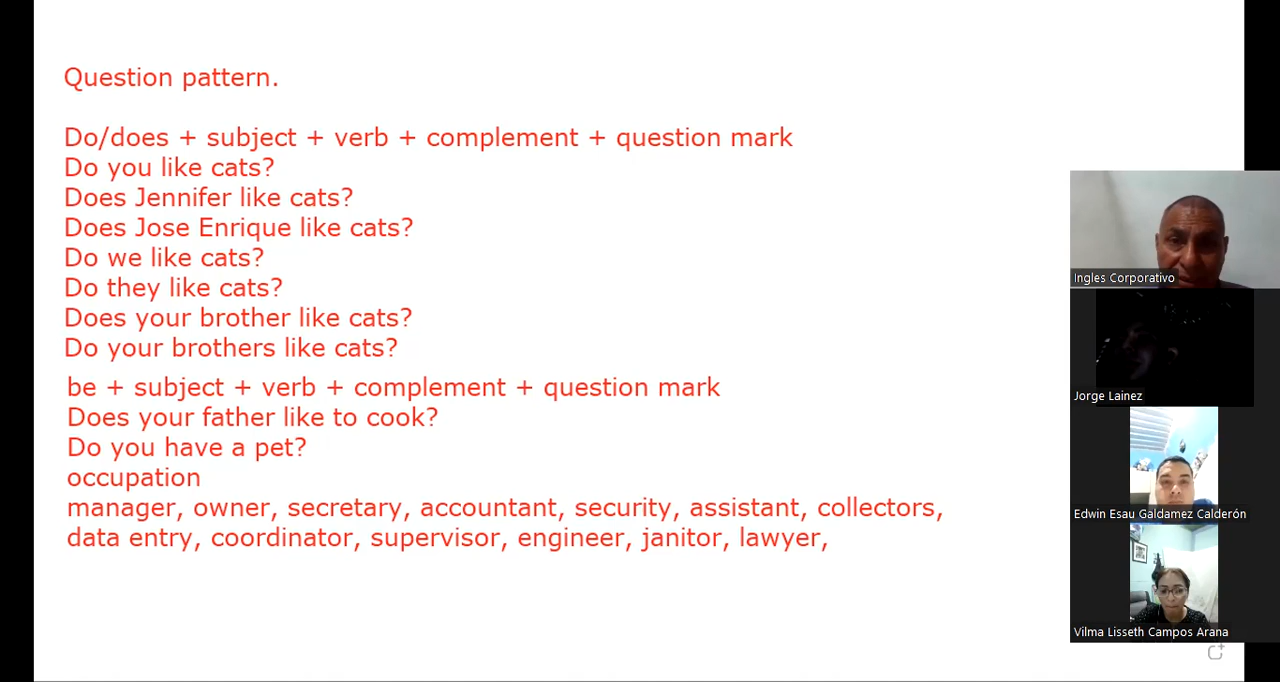 Question pattern.
Do/does + subject + verb + complement + question mark
Do you like cats?
Does Jennifer like cats?
Does Jose Enrique like cats?
Do we like cats?
Do they like cats?
Does your brother like cats?
Do your brothers like cats?
be + subject + verb + complement + question mark
Does your father like to cook?
Do you have a pet?
occupation
manager, owner, secretary, accountant, security, assistant, collectors,
data entry, coordinator, supervisor, engineer, janitor, lawyer,
Ingles Corporativo
Jorge Lainez
Edwin Esau Galdamez Calderón
Vilma Lisseth Campos Arana